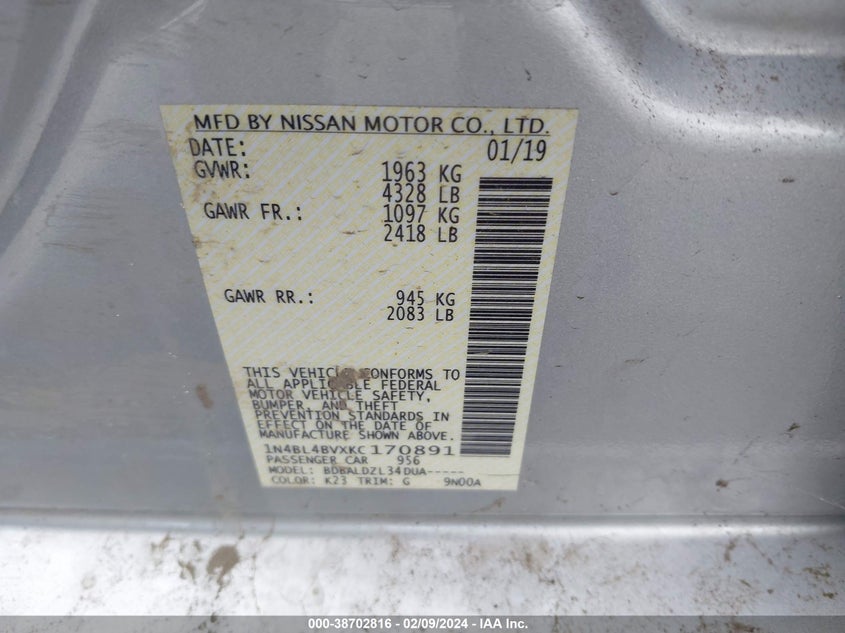 MFD BY NISSAN MOTOR CO., LTD.
DATE: 01/19
GVWR: 1963 KG
4328 LB
GAWR FR.: 1097 KG
2418 LB
GAWR RR.: 945 KG
2083 LB
THIS VEHICLE CONFORMS TO
ALL APPLICABLE FEDERAL
MOTOR VEHICLE SAFETY,
BUMPER, AND THEFT
PREVENTION STANDARDS IN
EFFECT ON THE DATE OF
MANUFACTURE SHOWN ABOVE.
1N4BL4BVXKC170891
PASSENGER CAR 956
MODEL: BDBALDZL34DUA-----
COLOR: K23 TRIM: G 9N00A
000-38702816 - 02/09/2024 - IAA Inc.